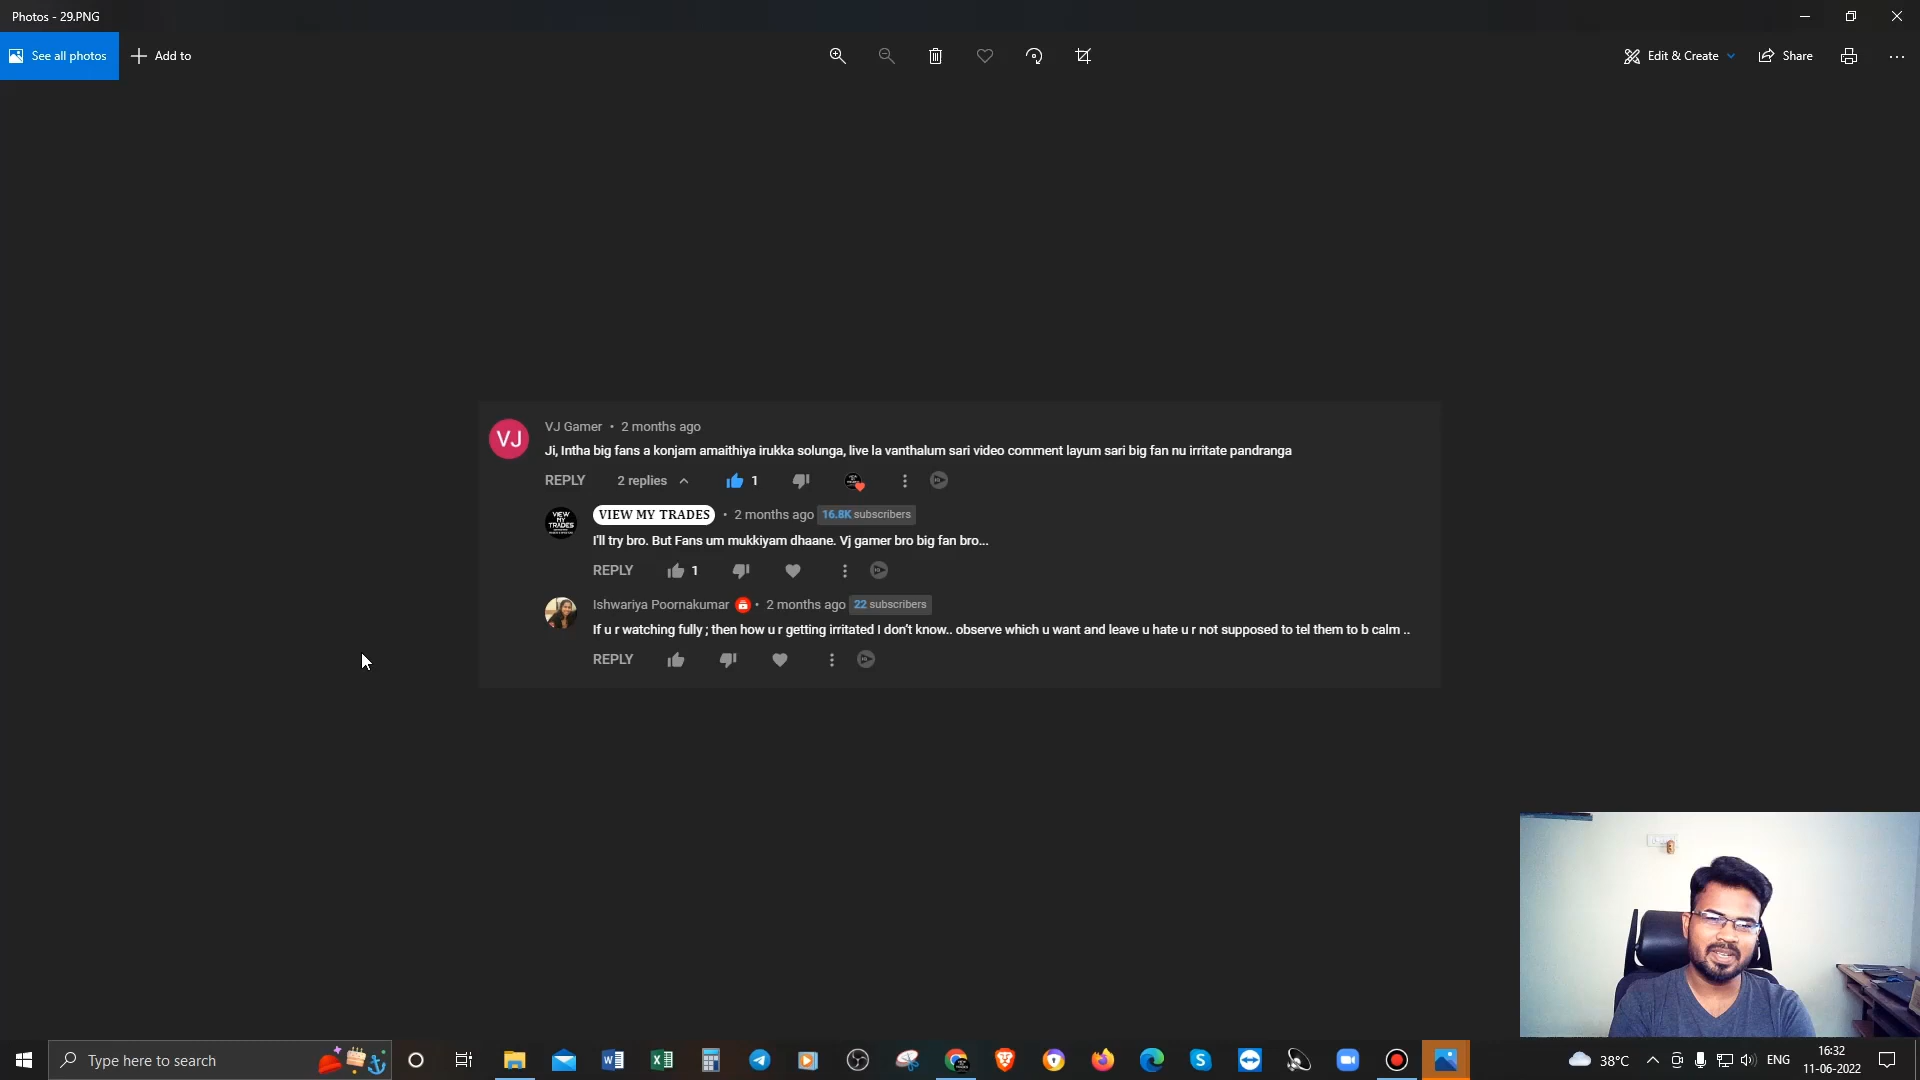 Photos - 29.PNG
See all photos
Add to
Edit & Create
Share
VJ
VJ Gamer • 2 months ago
Ji, Intha big fans a konjam amaithiya irukka solunga, live la vanthalum sari video comment layum sari big fan nu irritate pandranga
REPLY 2 replies 1
VIEW MY TRADES
VIEW MY TRADES • 2 months ago 16.8K subscribers
I'll try bro. But Fans um mukkiyam dhaane. Vj gamer bro big fan bro...
REPLY 1
Ishwariya Poornakumar • 2 months ago 22 subscribers
If u r watching fully ; then how u r getting irritated I don't know.. observe which u want and leave u hate u r not supposed to tel them to b calm ..
REPLY
Type here to search
38°C
ENG
16:32
11-06-2022